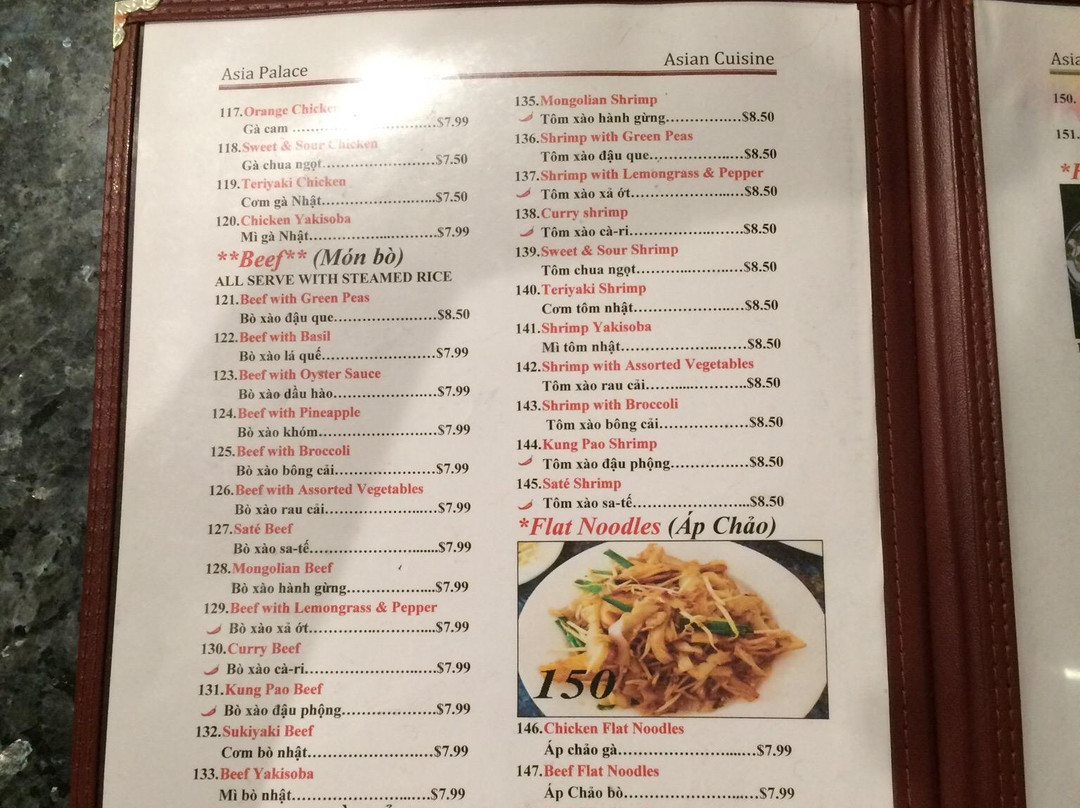 Asia Palace
117.Orange Chicken
Gà cam ...........................$7.99
118.Sweet & Sour Chicken
Gà chua ngọt...........................$7.50
119.Teriyaki Chicken
Cơm gà Nhật...........................$7.50
120.Chicken Yakisoba
Mì gà Nhật...........................$7.99
**Beef** (Món bò)
ALL SERVE WITH STEAMED RICE
121.Beef with Green Peas
Bò xào đậu que...........................$8.50
122.Beef with Basil
Bò xào lá quế...........................$7.99
123.Beef with Oyster Sauce
Bò xào dầu hào...........................$7.99
124.Beef with Pineapple
Bò xào khóm...........................$7.99
125.Beef with Broccoli
Bò xào bông cải...........................$7.99
126.Beef with Assorted Vegetables
Bò xào rau cải...........................$7.99
127.Saté Beef
Bò xào sa-tế...........................$7.99
128.Mongolian Beef
Bò xào hành gừng...........................$7.99
129.Beef with Lemongrass & Pepper
Bò xào xả ớt...........................$7.99
130.Curry Beef
Bò xào cà-ri...........................$7.99
131.Kung Pao Beef
Bò xào đậu phộng...........................$7.99
132.Sukiyaki Beef
Cơm bò nhật...........................$7.99
133.Beef Yakisoba
Mì bò nhật...........................$7.99
Asian Cuisine
135.Mongolian Shrimp
Tôm xào hành gừng...........................$8.50
136.Shrimp with Green Peas
Tôm xào đậu que...........................$8.50
137.Shrimp with Lemongrass & Pepper
Tôm xào xả ớt...........................$8.50
138.Curry shrimp
Tôm xào cà-ri...........................$8.50
139.Sweet & Sour Shrimp
Tôm chua ngọt...........................$8.50
140.Teriyaki Shrimp
Cơm tôm nhật...........................$8.50
141.Shrimp Yakisoba
Mì tôm nhật...........................$8.50
142.Shrimp with Assorted Vegetables
Tôm xào rau cải...........................$8.50
143.Shrimp with Broccoli
Tôm xào bông cải...........................$8.50
144.Kung Pao Shrimp
Tôm xào đậu phộng...........................$8.50
145.Saté Shrimp
Tôm xào sa-tế...........................$8.50
*Flat Noodles (Áp Chảo)
150
146.Chicken Flat Noodles
Áp chảo gà...........................$7.99
147.Beef Flat Noodles
Áp Chảo bò...........................$7.99
Asia
150.
151.